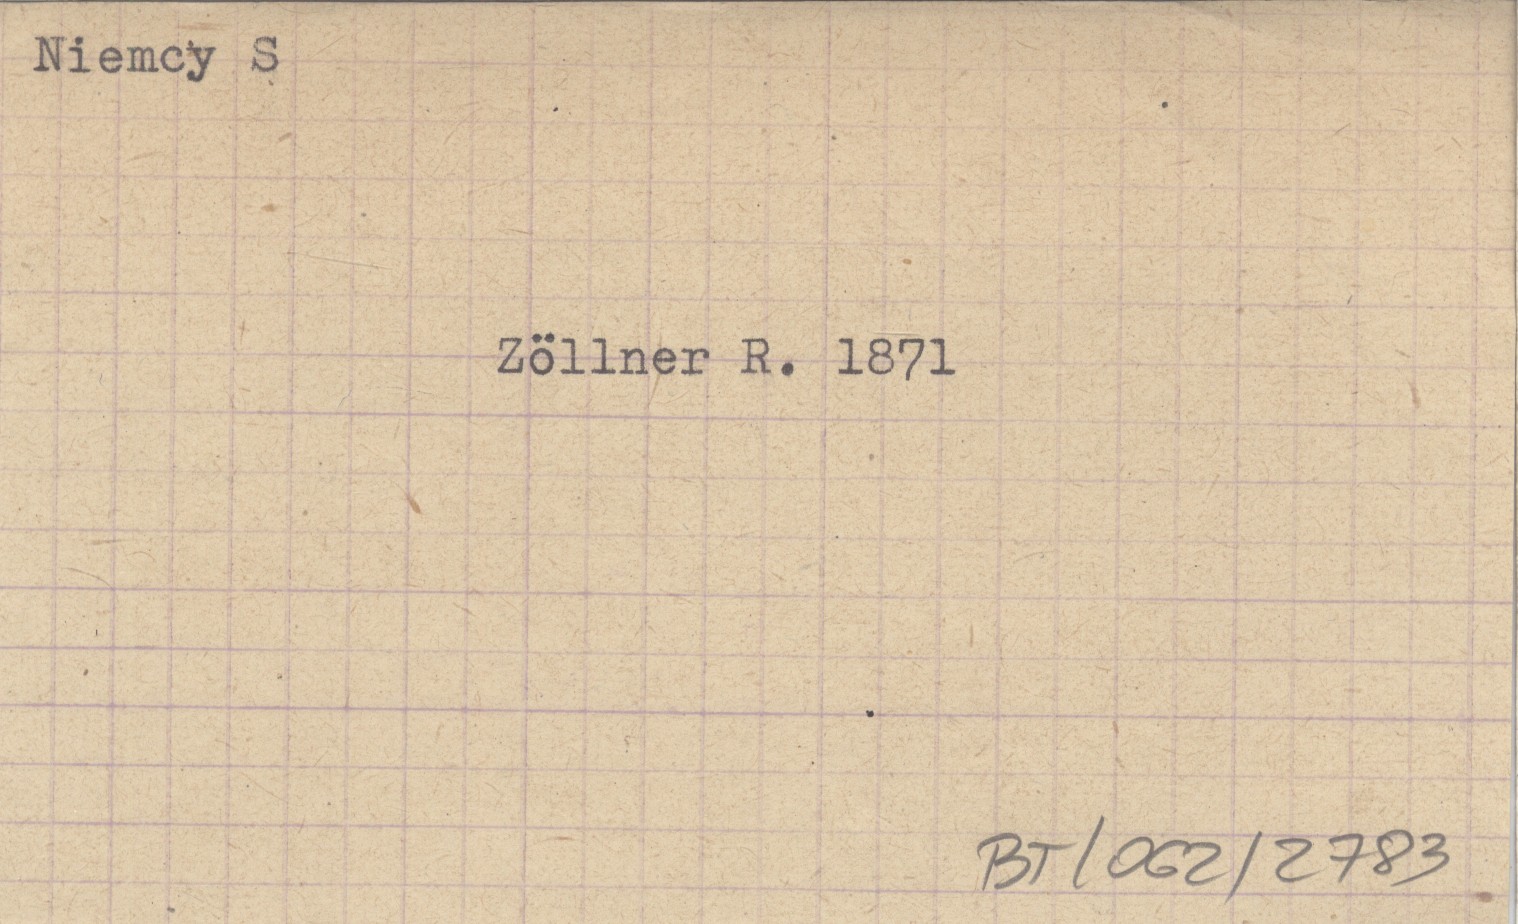 Niemcy S
Zöllner R. 1871
BT/062/2783